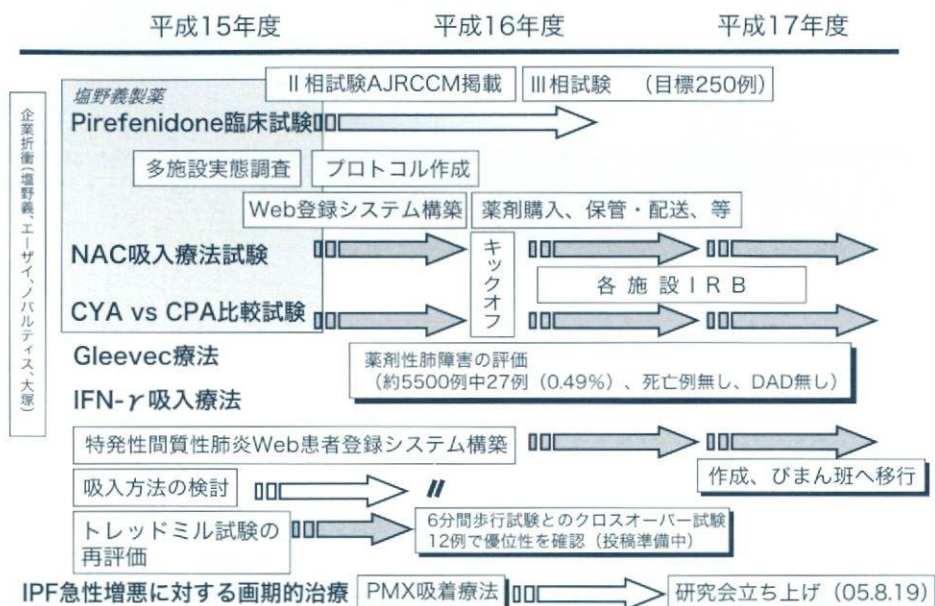 平成15年度　平成16年度　平成17年度
企業折衝(塩野義、エーザイ、ノバルティス、大塚)
塩野義製薬
Ⅱ相試験AJRCCM掲載　Ⅲ相試験　（目標250例）
Pirefenidone臨床試験
多施設実態調査　プロトコル作成
Web登録システム構築　薬剤購入、保管・配送、等
NAC吸入療法試験
キックオフ
各施設IRB
CYA vs CPA比較試験
Gleevec療法
薬剤性肺障害の評価
（約5500例中27例（0.49％）、死亡例無し、DAD無し）
IFN-γ吸入療法
特発性間質性肺炎Web患者登録システム構築
作成、びまん班へ移行
吸入方法の検討　〃
トレッドミル試験の
再評価
6分間歩行試験とのクロスオーバー試験
12例で優位性を確認（投稿準備中）
IPF急性増悪に対する画期的治療　PMX吸着療法　研究会立ち上げ（05.8.19）